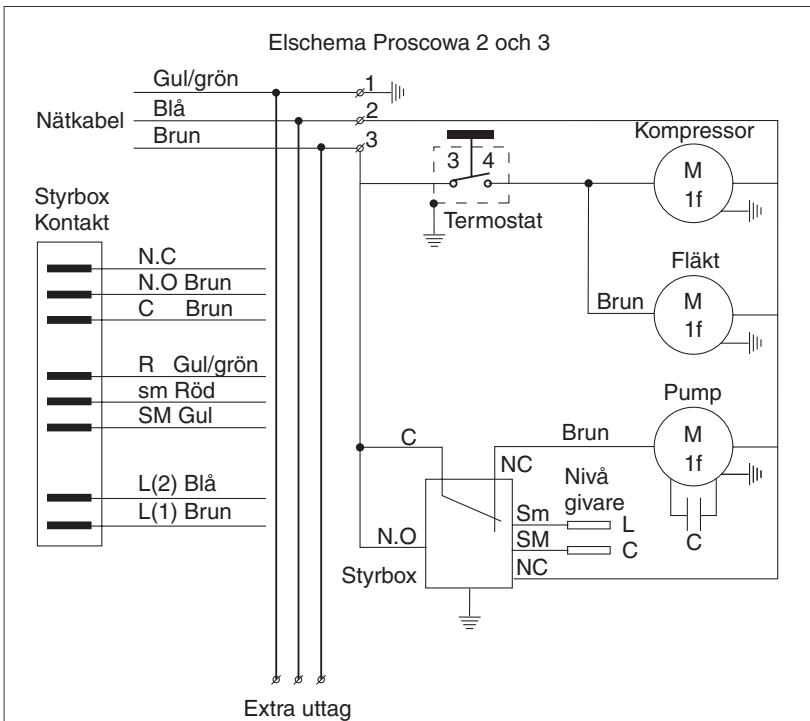 Elschema Proscowa 2 och 3
Gul/grön
1
Nätkabel
Blå
2
Brun
3
Kompressor
M
1f
3 4
Termostat
Fläkt
Brun
M
1f
Styrbox
Kontakt
N.C
N.O Brun
C Brun
R Gul/grön
sm Röd
SM Gul
L(2) Blå
L(1) Brun
Pump
C
Brun
M
1f
NC
Nivå
givare
Sm
L
N.O
SM
C
C
NC
Styrbox
Extra uttag